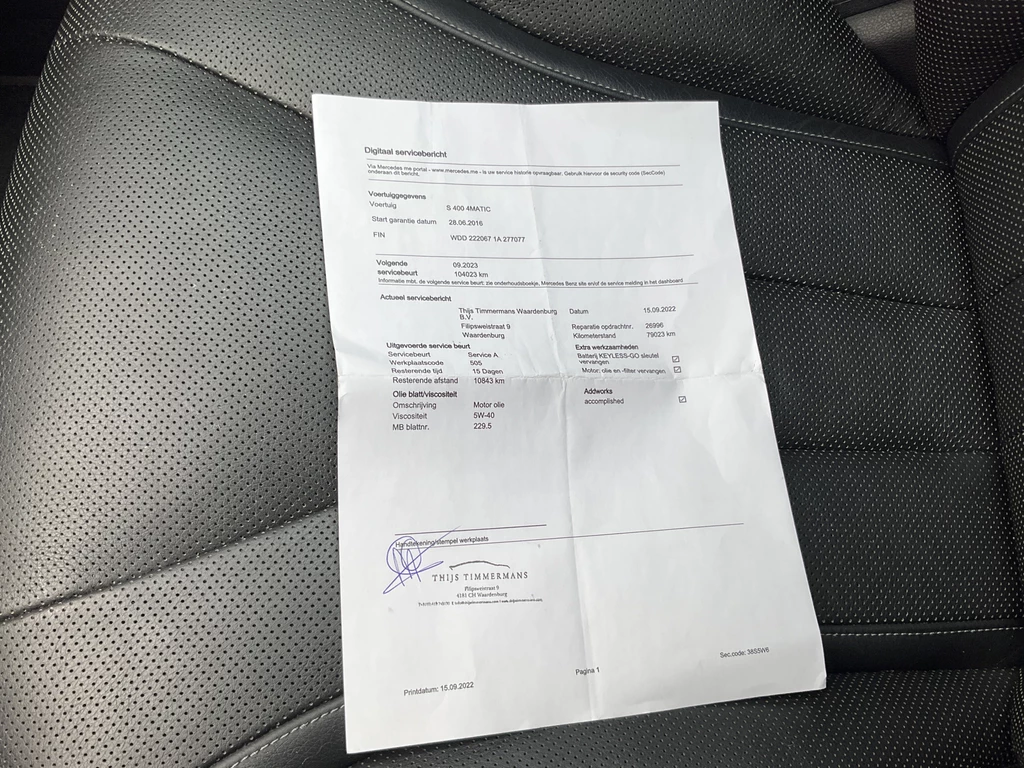 Digitaal servicebericht
Via Mercedes me portal - www.mercedes.me - is uw service historie opvraagbaar. Gebruik hiervoor de security code (SecCode)
onderaan dit bericht.
Voertuiggegevens
Voertuig S 400 4MATIC
Start garantie datum 28.06.2016
FIN WDD 222067 1A 277077
Volgende 09.2023
servicebeurt 104023 km
Informatie mbt. de volgende service beurt: zie onderhoudsboekje, Mercedes Benz site en/of de service melding in het dashboard
Actueel servicebericht
Thijs Timmermans Waardenburg Datum 15.09.2022
B.V.
Filipsweistraat 9 Reparatie opdrachtnr. 26996
Waardenburg Kilometerstand 79023 km
Uitgevoerde service beurt Extra werkzaamheden
Servicebeurt Service A Batterij KEYLESS-GO sleutel
vervangen
Werkplaatscode 505
Resterende tijd 15 Dagen Motor; olie en -filter vervangen
Resterende afstand 10843 km
Olie blatt/viscositeit Addworks
Omschrijving Motor olie accomplished
Viscositeit 5W-40
MB blattnr. 229.5
Handtekening/stempel werkplaats
THIJS TIMMERMANS
Filipsweistraat 9
4181 CH Waardenburg
Sec.code: 38S5W6
Pagina 1
Printdatum: 15.09.2022